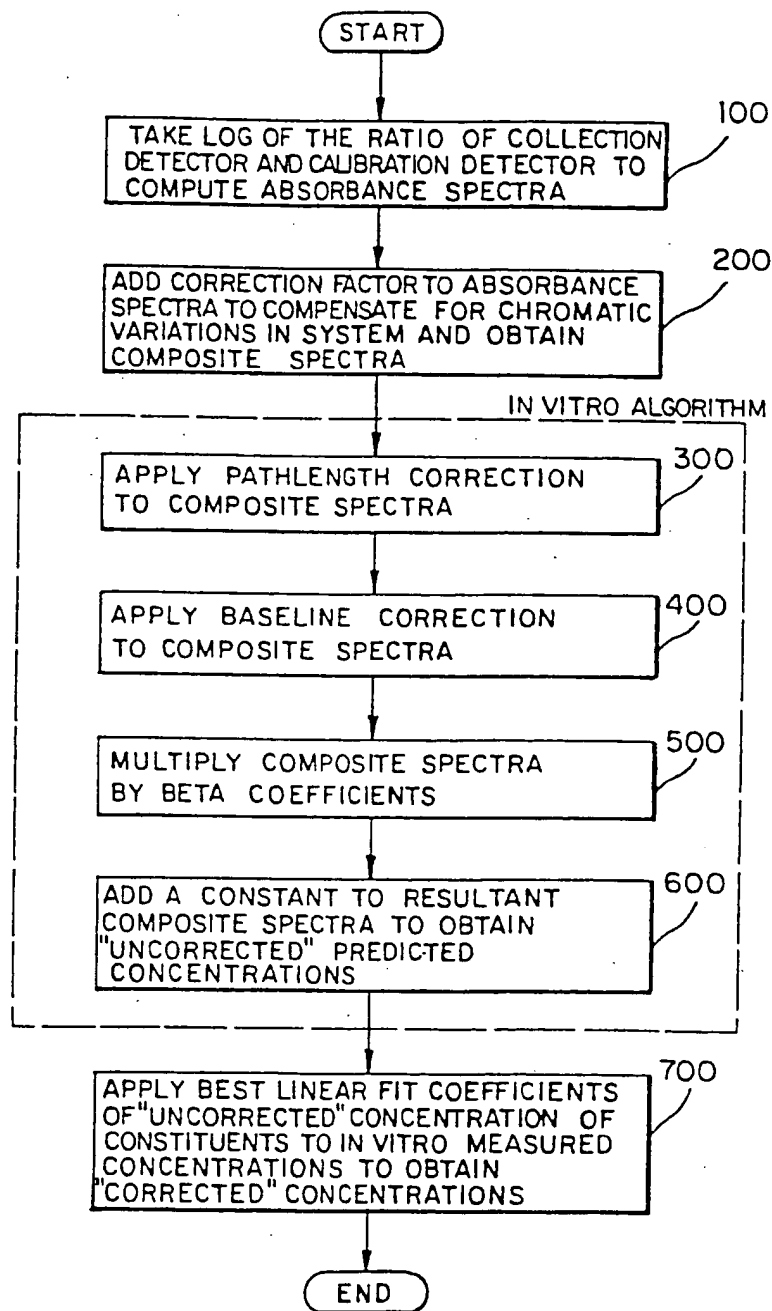 START
100
TAKE LOG OF THE RATIO OF COLLECTION
DETECTOR AND CALIBRATION DETECTOR TO
COMPUTE ABSORBANCE SPECTRA
200
ADD CORRECTION FACTOR TO ABSORBANCE
SPECTRA TO COMPENSATE FOR CHROMATIC
VARIATIONS IN SYSTEM AND OBTAIN
COMPOSITE SPECTRA
IN VITRO ALGORITHM
300
APPLY PATHLENGTH CORRECTION
TO COMPOSITE SPECTRA
400
APPLY BASELINE CORRECTION
TO COMPOSITE SPECTRA
500
MULTIPLY COMPOSITE SPECTRA
BY BETA COEFFICIENTS
600
ADD A CONSTANT TO RESULTANT
COMPOSITE SPECTRA TO OBTAIN
"UNCORRECTED" PREDICTED
CONCENTRATIONS
700
APPLY BEST LINEAR FIT COEFFICIENTS
OF "UNCORRECTED" CONCENTRATION OF
CONSTITUENTS TO IN VITRO MEASURED
CONCENTRATIONS TO OBTAIN
"CORRECTED" CONCENTRATIONS
END